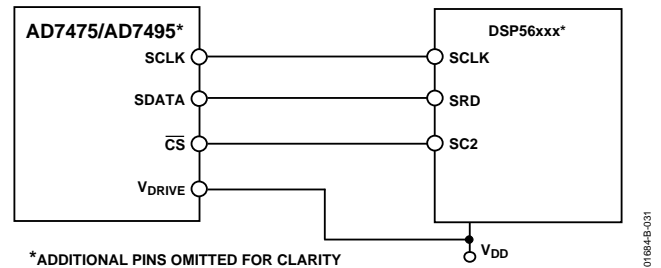 AD7475/AD7495*
SCLK
SDATA
CS
VDRIVE
DSP56xxx*
SCLK
SRD
SC2
VDD
*ADDITIONAL PINS OMITTED FOR CLARITY
01684-B-031